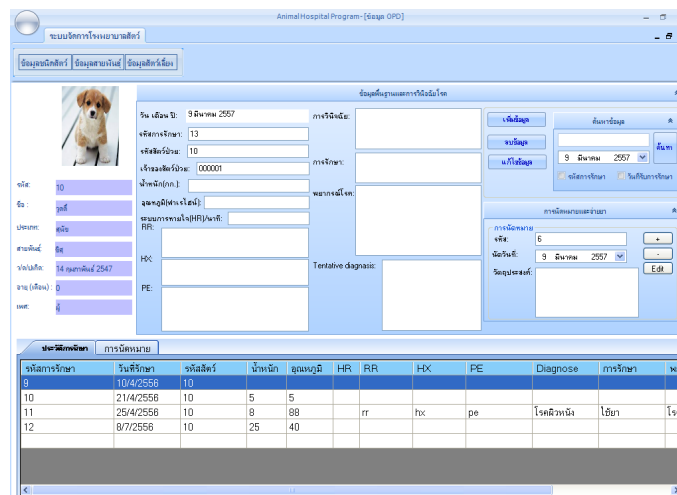 Animal Hospital Program - [ข้อมูล OPD]
ระบบจัดการโรงพยาบาลสัตว์
ข้อมูลชนิดสัตว์ ข้อมูลสายพันธุ์ ข้อมูลสัตว์เลี้ยง
ข้อมูลพื้นฐานและการวินิจฉัยโรค
วัน เดือน ปี: 9 มีนาคม 2557
รหัสการรักษา: 13
รหัสสัตว์ป่วย: 10
เจ้าของสัตว์ป่วย: 000001
น้ำหนัก(กก.):
อุณหภูมิ(ฟาเรไฮน์):
ระบบการหายใจ(HR)/นาที:
RR:
HX:
PE:
การวินิจฉัย:
การรักษา:
พยากรณ์โรค:
Tentative diagnasis:
เพิ่มข้อมูล
ลบข้อมูล
แก้ไขข้อมูล
ค้นหาข้อมูล
ค้นหา
9 มีนาคม 2557
รหัสการรักษา วันที่รับการรักษา
การนัดหมายและจ่ายยา
การนัดหมาย
รหัส: 6
นัดวันที่: 9 มีนาคม 2557
วัตถุประสงค์:
+
-
Edit
รหัส: 10
ชื่อ :
ประเภท: สุนัข
สายพันธุ์:
ว/ด/ปเกิด: 14 กุมภาพันธ์ 2547
อายุ (เดือน) : 0
เพศ: ผู้
ประวัติการรักษา การนัดหมาย
รหัสการรักษา วันที่รักษา รหัสสัตว์ น้ำหนัก อุณหภูมิ HR RR HX PE Diagnose การรักษา
9 10/4/2556 10
10 21/4/2556 10 5 5
11 25/4/2556 10 8 88 rr hx pe โรคผิวหนัง ใช้ยา
12 8/7/2556 10 25 40